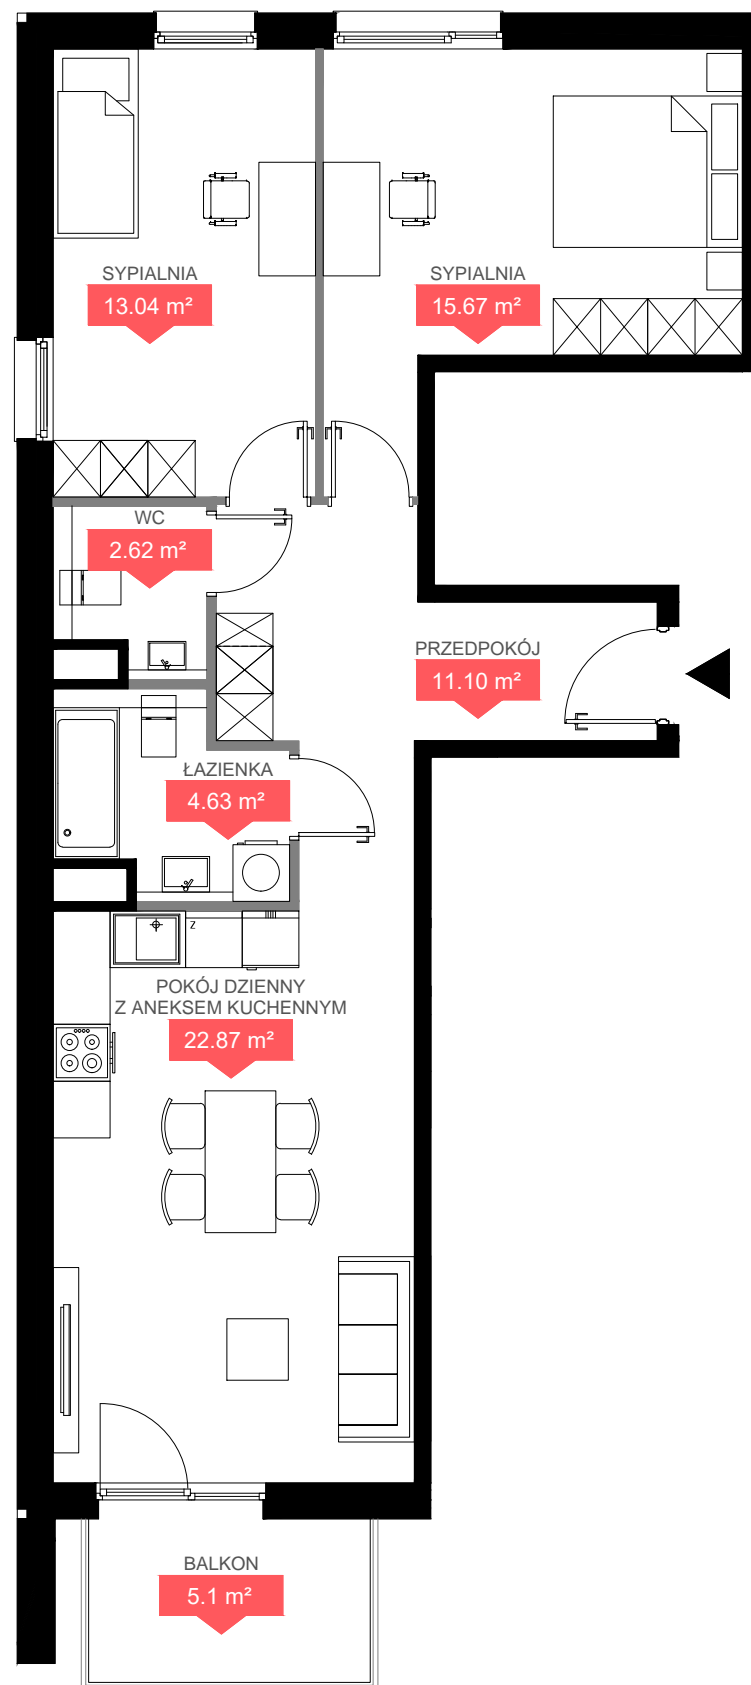 SYPIALNIA
13.04 m²
SYPIALNIA
15.67 m²
WC
2.62 m²
PRZEDPOKÓJ
11.10 m²
ŁAZIENKA
4.63 m²
Z
POKÓJ DZIENNY
Z ANEKSEM KUCHENNYM
22.87 m²
BALKON
5.1 m²